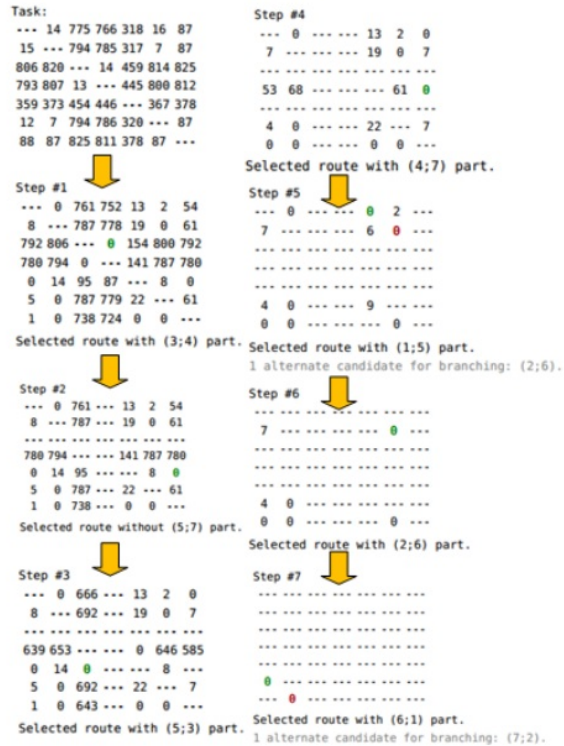 Task:
--- 14 775 766 318 16 87
15 --- 794 785 317 7 87
806 820 --- 14 459 814 825
793 807 13 --- 445 800 812
359 373 454 446 --- 367 378
12 7 794 786 320 --- 87
88 87 825 811 378 87 ---
Step #1
--- 0 761 752 13 2 54
8 --- 787 778 19 0 61
792 806 --- 0 154 800 792
780 794 0 --- 141 787 780
0 14 95 87 --- 8 0
5 0 787 779 22 --- 61
1 0 738 724 0 0 ---
Selected route with (3;4) part.
Step #2
--- 0 761 --- 13 2 54
8 --- 787 --- 19 0 61
--- --- --- --- --- --- ---
780 794 --- --- 141 787 780
0 14 95 --- --- 8 0
5 0 787 --- 22 --- 61
1 0 738 --- 0 0 ---
Selected route without (5;7) part.
Step #3
--- 0 666 --- 13 2 0
8 --- 692 --- 19 0 7
--- --- --- --- --- --- ---
639 653 --- --- 0 646 585
0 14 0 --- --- 8 ---
5 0 692 --- 22 --- 7
1 0 643 --- 0 0 ---
Selected route with (5;3) part.
Step #4
--- 0 --- --- 13 2 0
7 --- --- --- 19 0 7
--- --- --- --- --- --- ---
53 68 --- --- --- 61 0
--- --- --- --- --- --- ---
4 0 --- --- 22 --- 7
0 0 --- --- 0 0 ---
Selected route with (4;7) part.
Step #5
--- 0 --- --- 0 2 ---
7 --- --- --- 6 0 ---
--- --- --- --- --- --- ---
--- --- --- --- --- --- ---
--- --- --- --- --- --- ---
4 0 --- --- 9 --- ---
0 0 --- --- --- 0 ---
Selected route with (1;5) part.
1 alternate candidate for branching: (2;6).
Step #6
--- --- --- --- --- --- ---
7 --- --- --- --- 0 ---
--- --- --- --- --- --- ---
--- --- --- --- --- --- ---
--- --- --- --- --- --- ---
4 0 --- --- --- --- ---
0 0 --- --- --- 0 ---
Selected route with (2;6) part.
Step #7
--- --- --- --- --- --- ---
--- --- --- --- --- --- ---
--- --- --- --- --- --- ---
--- --- --- --- --- --- ---
--- --- --- --- --- --- ---
0 --- --- --- --- --- ---
--- 0 --- --- --- --- ---
Selected route with (6;1) part.
1 alternate candidate for branching: (7;2).